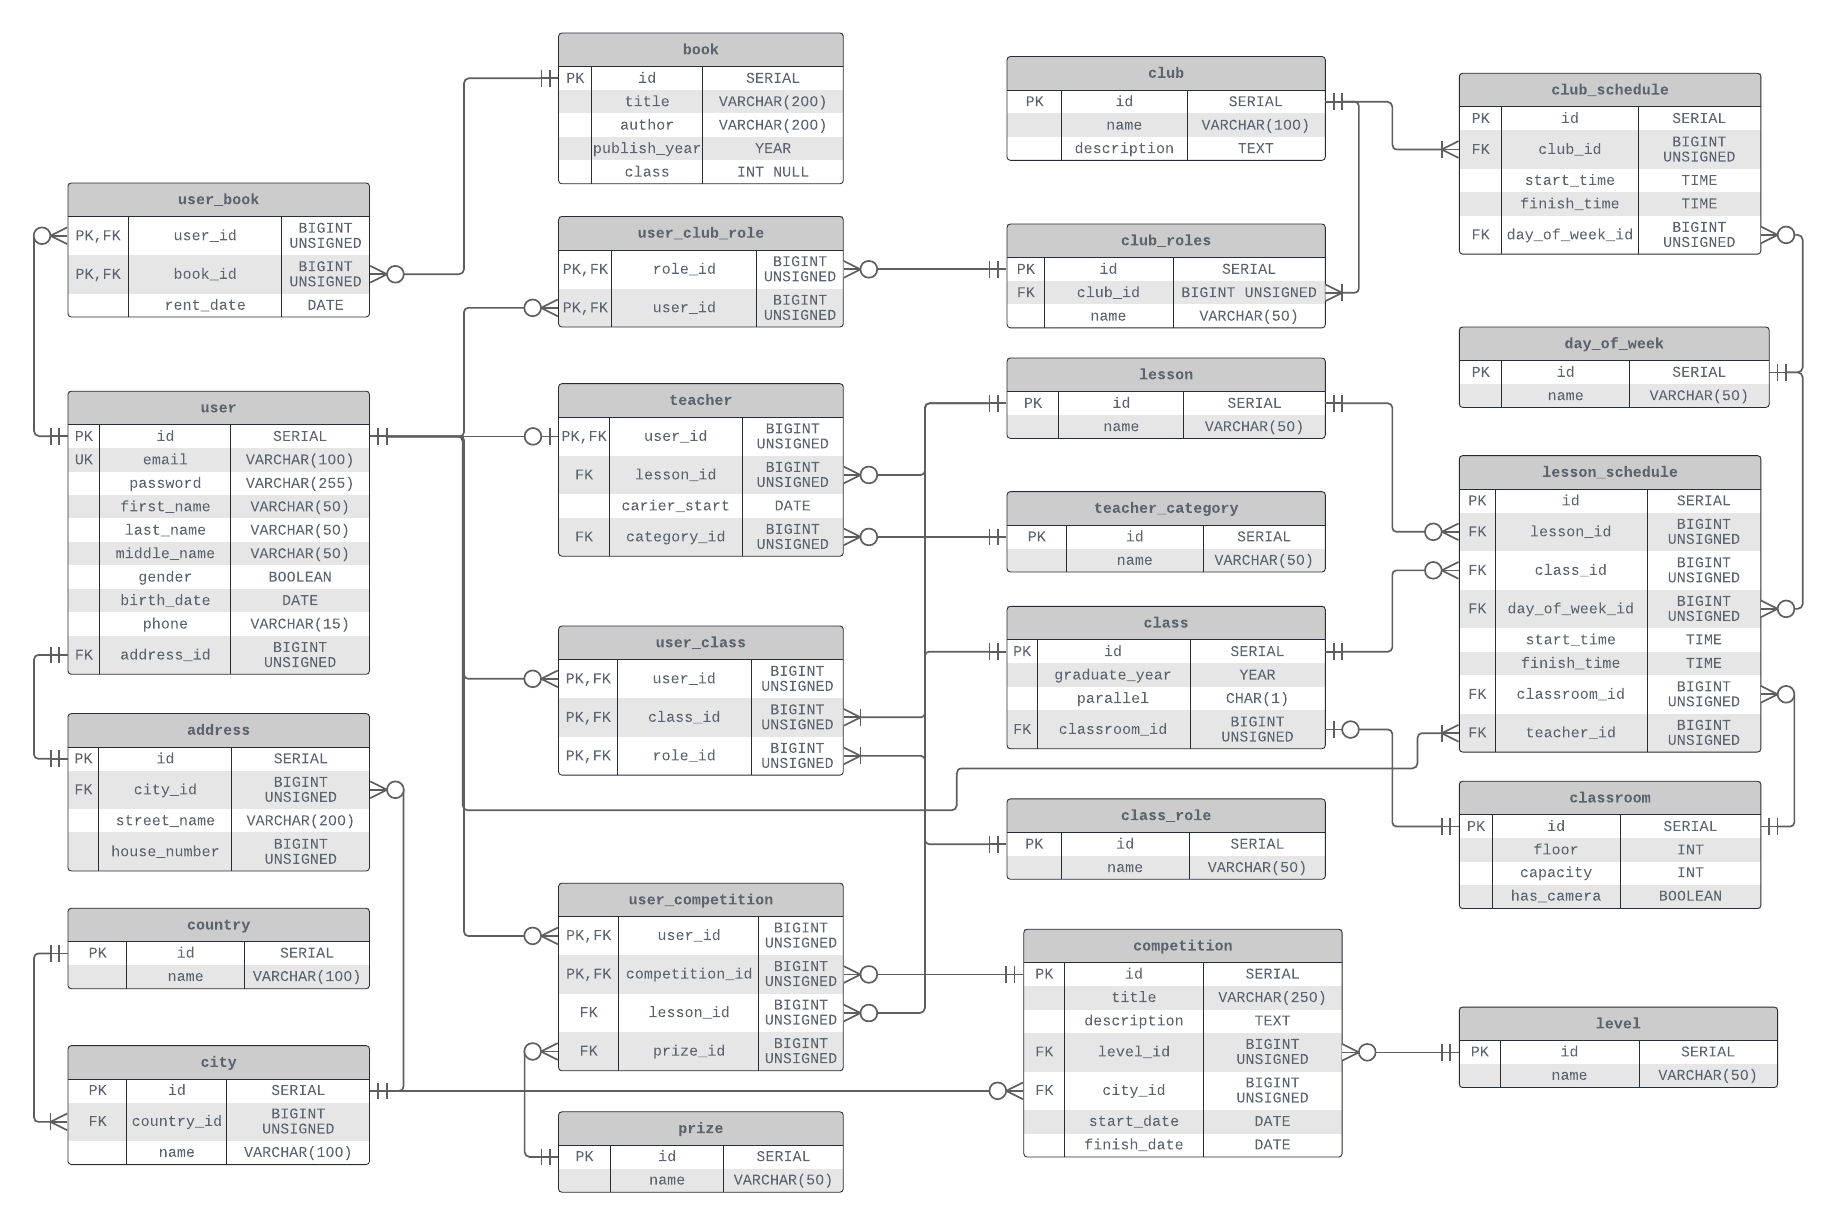 book
PK id SERIAL
title VARCHAR(200)
author VARCHAR(200)
publish_year YEAR
class INT NULL
club
PK id SERIAL
name VARCHAR(100)
description TEXT
club_schedule
PK id SERIAL
FK club_id BIGINT
UNSIGNED
start_time TIME
finish_time TIME
FK day_of_week_id BIGINT
UNSIGNED
user_book
PK,FK user_id BIGINT
UNSIGNED
PK,FK book_id BIGINT
UNSIGNED
rent_date DATE
user_club_role
PK,FK role_id BIGINT
UNSIGNED
PK,FK user_id BIGINT
UNSIGNED
club_roles
PK id SERIAL
FK club_id BIGINT UNSIGNED
name VARCHAR(50)
day_of_week
PK id SERIAL
name VARCHAR(50)
user
PK id SERIAL
UK email VARCHAR(100)
password VARCHAR(255)
first_name VARCHAR(50)
last_name VARCHAR(50)
middle_name VARCHAR(50)
gender BOOLEAN
birth_date DATE
phone VARCHAR(15)
FK address_id BIGINT
UNSIGNED
teacher
PK,FK user_id BIGINT
UNSIGNED
FK lesson_id BIGINT
UNSIGNED
carier_start DATE
FK category_id BIGINT
UNSIGNED
lesson
PK id SERIAL
name VARCHAR(50)
teacher_category
PK id SERIAL
name VARCHAR(50)
lesson_schedule
PK id SERIAL
FK lesson_id BIGINT
UNSIGNED
FK class_id BIGINT
UNSIGNED
FK day_of_week_id BIGINT
UNSIGNED
start_time TIME
finish_time TIME
FK classroom_id BIGINT
UNSIGNED
FK teacher_id BIGINT
UNSIGNED
user_class
PK,FK user_id BIGINT
UNSIGNED
PK,FK class_id BIGINT
UNSIGNED
PK,FK role_id BIGINT
UNSIGNED
class
PK id SERIAL
graduate_year YEAR
parallel CHAR(1)
FK classroom_id BIGINT
UNSIGNED
address
PK id SERIAL
FK city_id BIGINT
UNSIGNED
street_name VARCHAR(200)
house_number BIGINT
UNSIGNED
class_role
PK id SERIAL
name VARCHAR(50)
classroom
PK id SERIAL
floor INT
capacity INT
has_camera BOOLEAN
country
PK id SERIAL
name VARCHAR(100)
user_competition
PK,FK user_id BIGINT
UNSIGNED
PK,FK competition_id BIGINT
UNSIGNED
FK lesson_id BIGINT
UNSIGNED
FK prize_id BIGINT
UNSIGNED
competition
PK id SERIAL
title VARCHAR(250)
description TEXT
FK level_id BIGINT
UNSIGNED
FK city_id BIGINT
UNSIGNED
start_date DATE
finish_date DATE
level
PK id SERIAL
name VARCHAR(50)
city
PK id SERIAL
FK country_id BIGINT
UNSIGNED
name VARCHAR(100)
prize
PK id SERIAL
name VARCHAR(50)